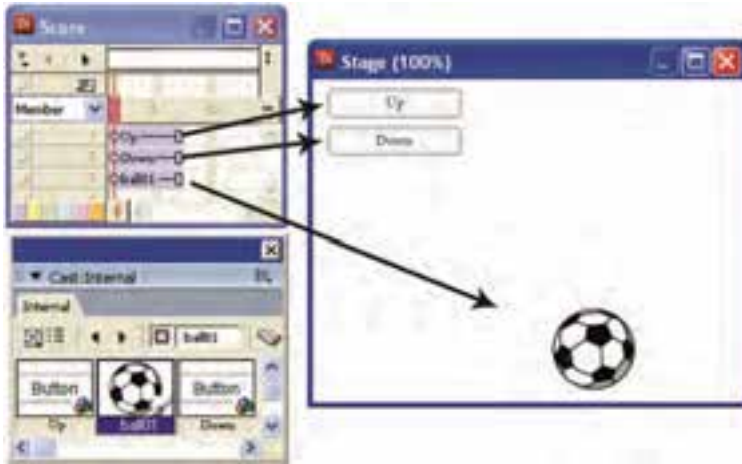 Score
Member
Up
Down
ball01
Cast: Internal
Internal
ball01
Button
Button
Up
ball01
Down
Stage (100%)
Up
Down